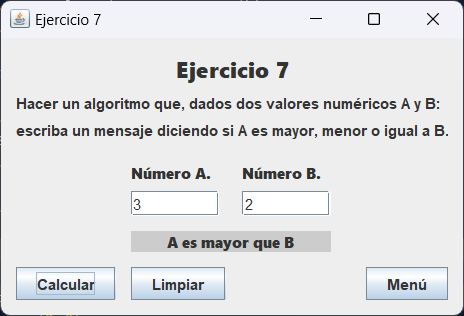 Ejercicio 7
Ejercicio 7
Hacer un algoritmo que, dados dos valores numéricos A y B:
escriba un mensaje diciendo si A es mayor, menor o igual a B.
Número A. Número B.
3 2
A es mayor que B
Calcular Limpiar Menú